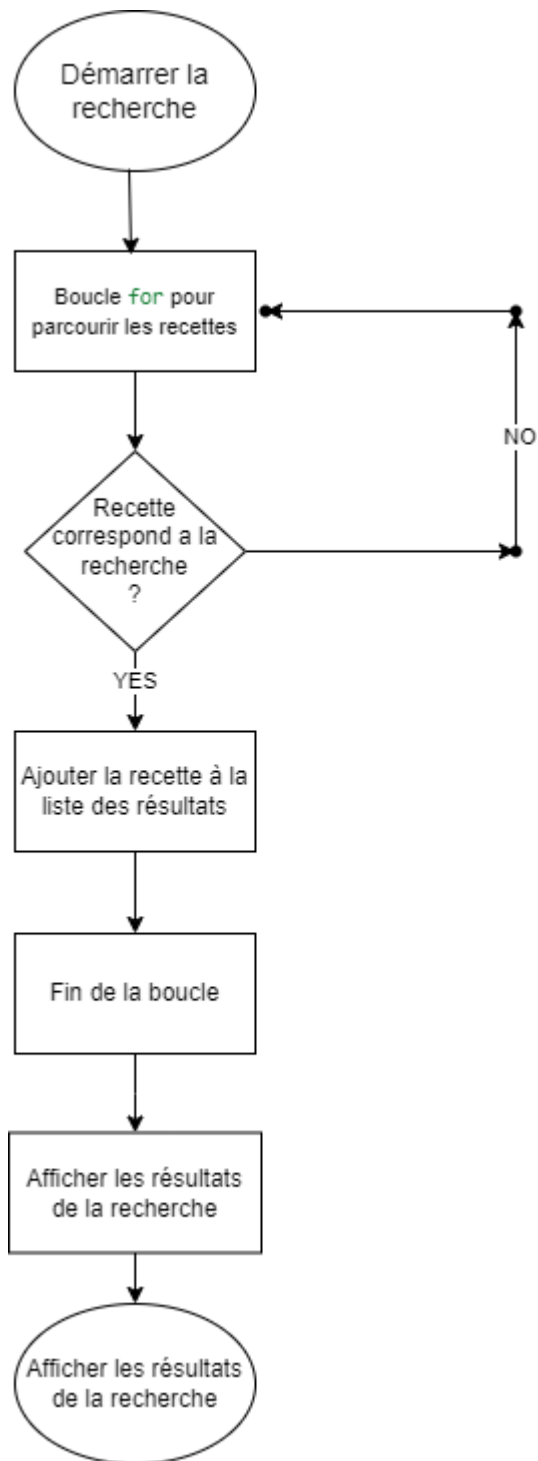 Démarrer la
recherche
Boucle for pour
parcourir les recettes
NO
Recette
correspond a la
recherche
?
YES
Ajouter la recette à la
liste des résultats
Fin de la boucle
Afficher les résultats
de la recherche
Afficher les résultats
de la recherche